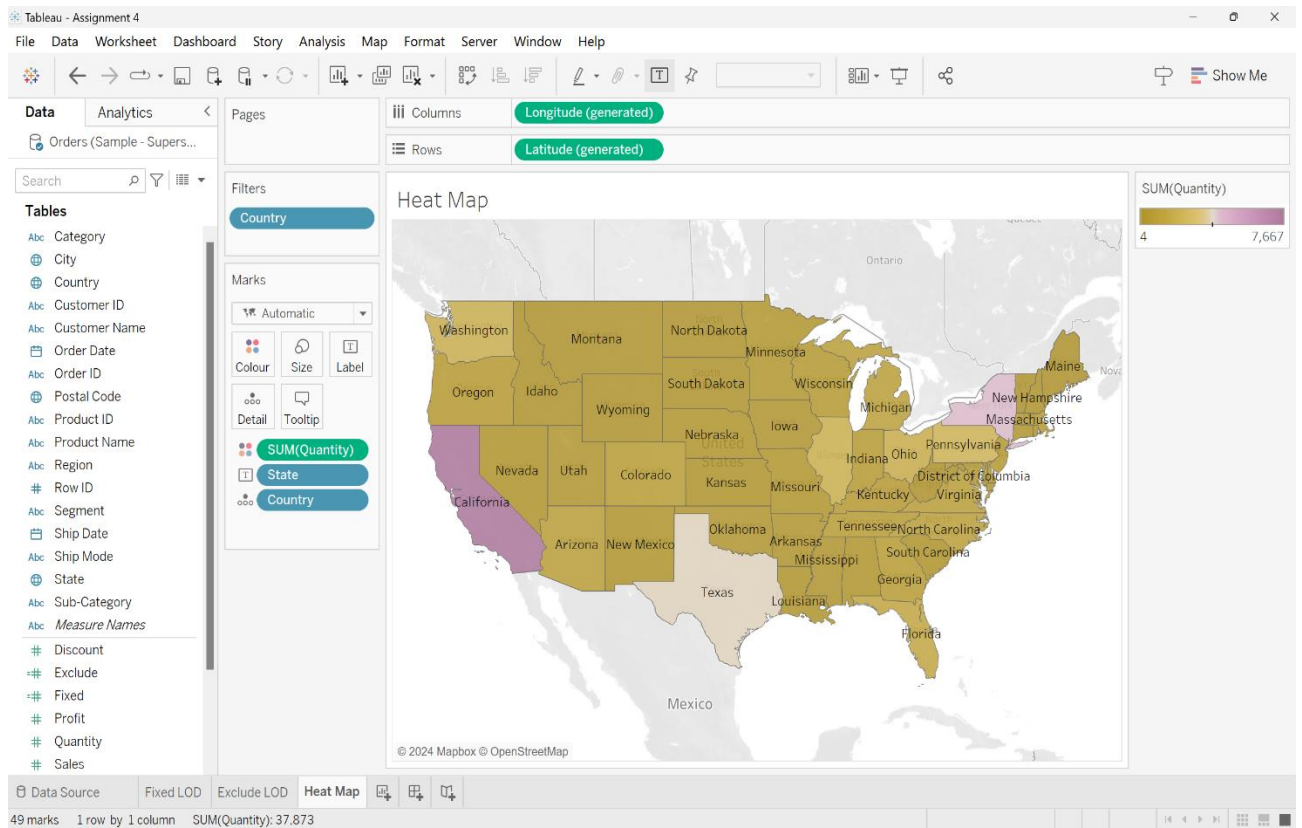 Tableau - Assignment 4
File Data Worksheet Dashboard Story Analysis Map Format Server Window Help
Show Me
Data Analytics
Orders (Sample - Supers...
Search
Tables
Abc Category
City
Country
Abc Customer ID
Abc Customer Name
Order Date
Abc Order ID
Postal Code
Abc Product ID
Abc Product Name
Abc Region
# Row ID
Abc Segment
Ship Date
Abc Ship Mode
State
Abc Sub-Category
Abc Measure Names
# Discount
=# Exclude
=# Fixed
# Profit
# Quantity
# Sales
Pages
Filters
Country
Marks
Automatic
Colour Size Label
Detail Tooltip
SUM(Quantity)
State
Country
Columns Longitude (generated)
Rows Latitude (generated)
Heat Map
Ontario
Washington
Montana
North Dakota
Minnesota
Maine
Oregon
Idaho
South Dakota
Wisconsin
Wyoming
Michigan
New Hampshire
Massachusetts
Nebraska
Iowa
Pennsylvania
United
States
Nevada
Utah
Colorado
Kansas
Missouri
Indiana
Ohio
District of Columbia
Kentucky
Virginia
California
Arizona
New Mexico
Oklahoma
Arkansas
Tennessee
North Carolina
Mississippi
South Carolina
Georgia
Texas
Louisiana
Florida
Mexico
© 2024 Mapbox © OpenStreetMap
SUM(Quantity)
4 7,667
Data Source Fixed LOD Exclude LOD Heat Map
49 marks 1 row by 1 column SUM(Quantity): 37,873